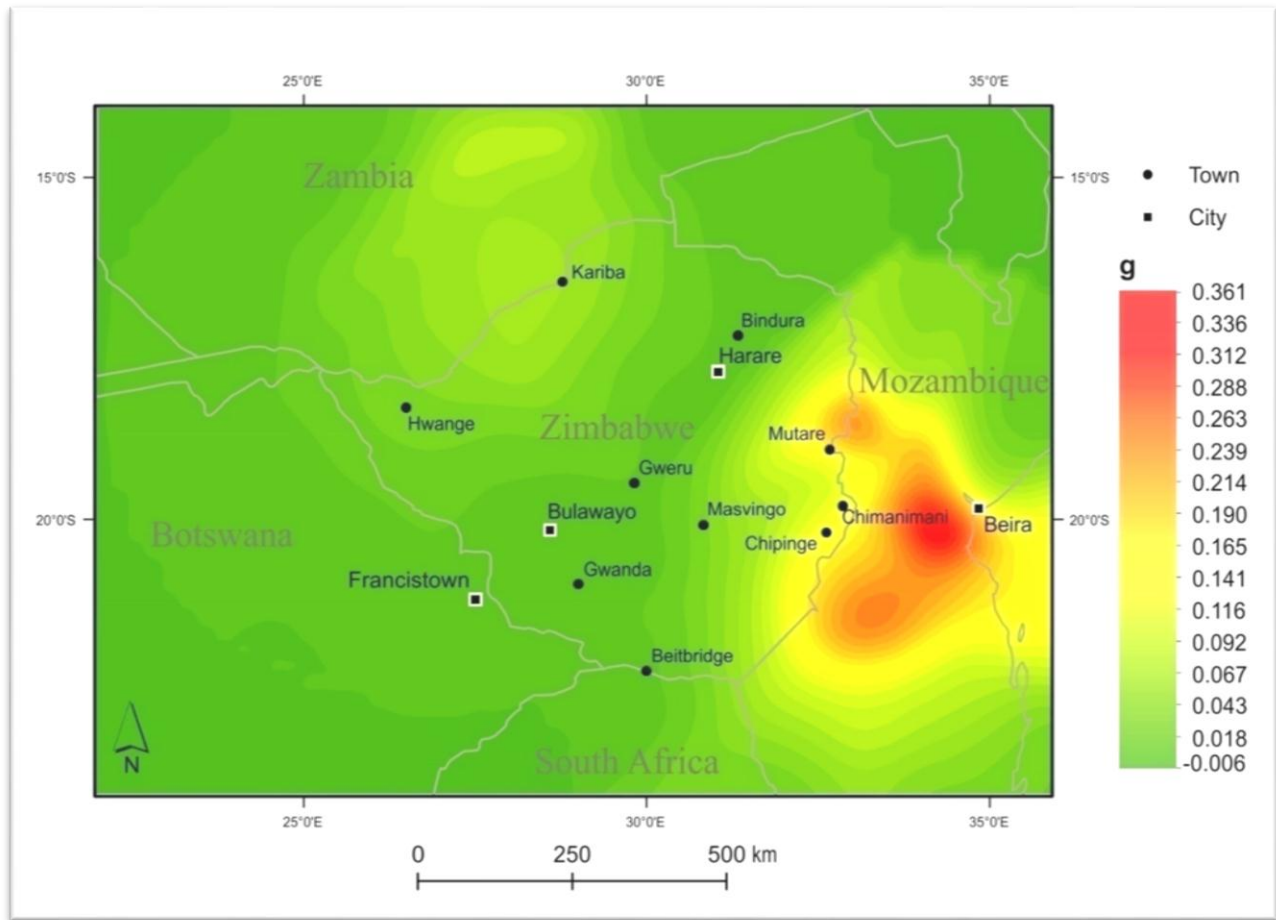 25°0'E 30°0'E 35°0'E
15°0'S Zambia 15°0'S
Town
City
Kariba
g
Bindura
Harare
Mozambique
Hwange
Zimbabwe
Mutare
Gweru
Bulawayo
Masvingo
Chimanimani
20°0'S 20°0'S
Beira
Botswana
Chipinge
Francistown
Gwanda
Beitbridge
South Africa
N
0.361
0.336
0.312
0.288
0.263
0.239
0.214
0.190
0.165
0.141
0.116
0.092
0.067
0.043
0.018
-0.006
25°0'E 30°0'E 35°0'E
0 250 500 km